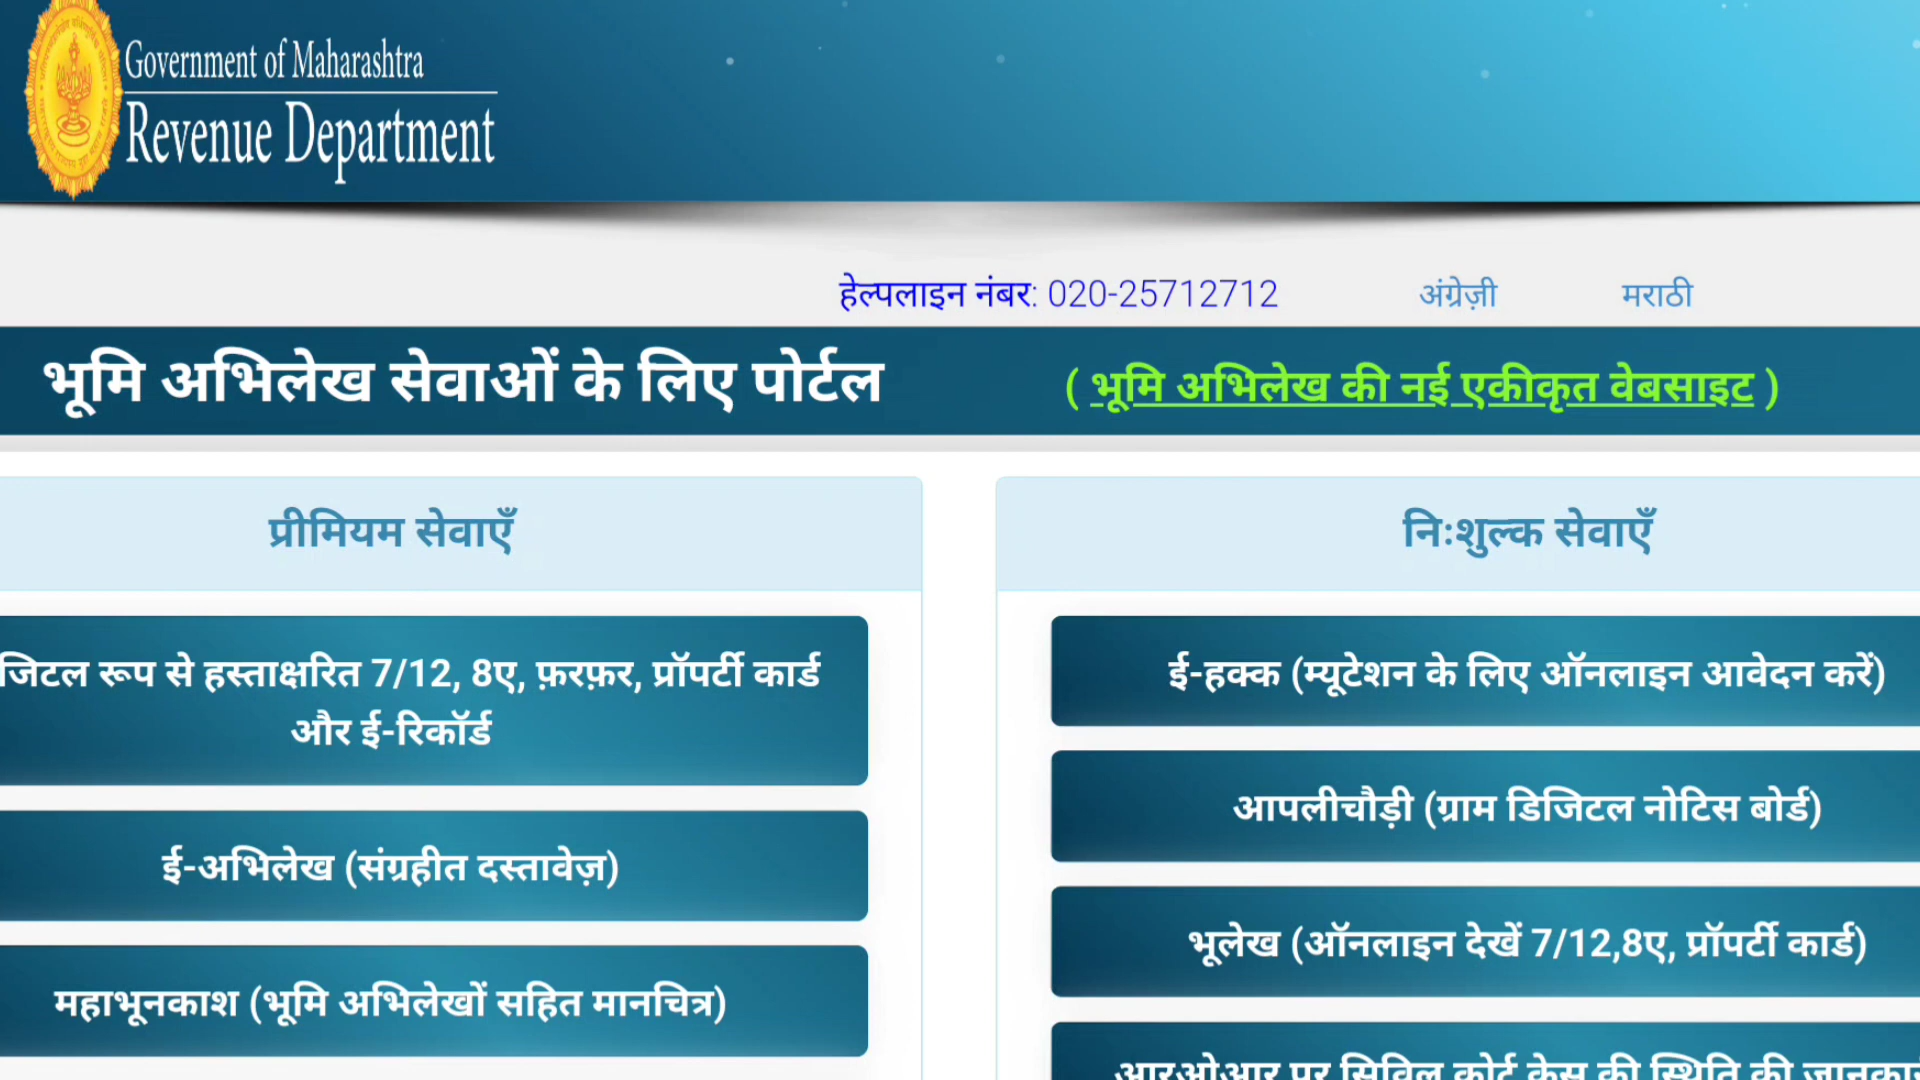 Government of Maharashtra
Revenue Department
हेल्पलाइन नंबर: 020-25712712
अंग्रेज़ी
मराठी
भूमि अभिलेख सेवाओं के लिए पोर्टल
( भूमि अभिलेख की नई एकीकृत वेबसाइट )
प्रीमियम सेवाएँ
जिटल रूप से हस्ताक्षरित 7/12, 8ए, फ़रफ़र, प्रॉपर्टी कार्ड
और ई-रिकॉर्ड
ई-अभिलेख (संग्रहीत दस्तावेज़)
महाभूनकाश (भूमि अभिलेखों सहित मानचित्र)
निःशुल्क सेवाएँ
ई-हक्क (म्यूटेशन के लिए ऑनलाइन आवेदन करें)
आपलीचौड़ी (ग्राम डिजिटल नोटिस बोर्ड)
भूलेख (ऑनलाइन देखें 7/12,8ए, प्रॉपर्टी कार्ड)
आरओआर पर सिविल कोर्ट केस की स्थिति की